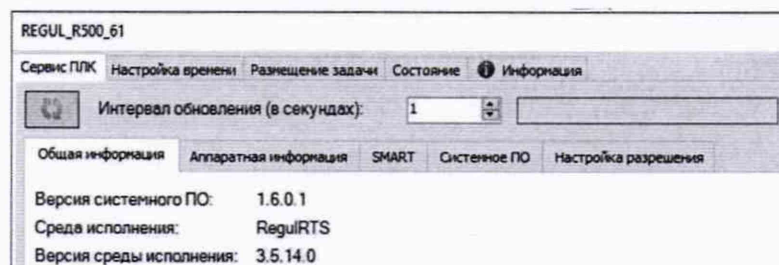 REGUL_R500_61
Сервис ПЛК Настройка времени Размещение задачи Состояние Информация
Интервал обновления (в секундах): 1
Общая информация Аппаратная информация SMART Системное ПО Настройка разрешения
Версия системного ПО: 1.6.0.1
Среда исполнения: RegulRTS
Версия среды исполнения: 3.5.14.0